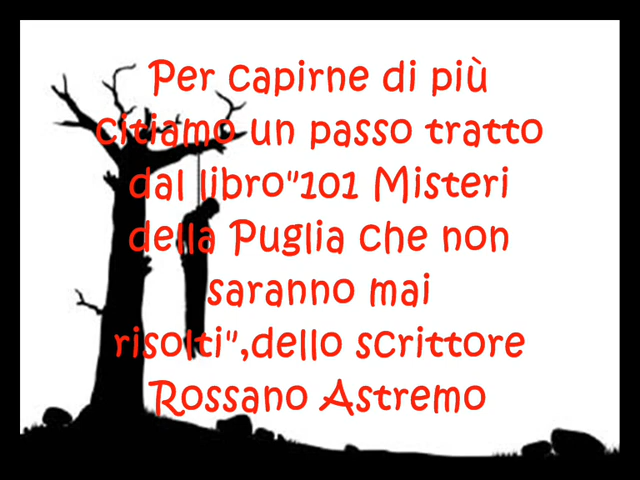 Per capirne di più
citiamo un passo tratto
dal libro"101 Misteri
della Puglia che non
saranno mai
risolti",dello scrittore
Rossano Astremo